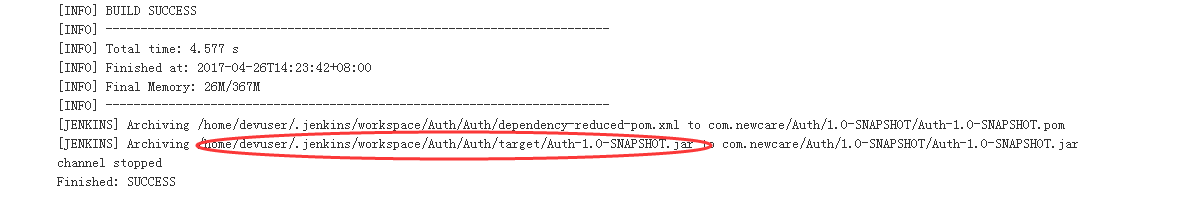 [INFO] BUILD SUCCESS
[INFO] ------------------------------------------------------------------------
[INFO] Total time: 4.577 s
[INFO] Finished at: 2017-04-26T14:23:42+08:00
[INFO] Final Memory: 26M/367M
[INFO] ------------------------------------------------------------------------
[JENKINS] Archiving /home/devuser/.jenkins/workspace/Auth/Auth/dependency-reduced-pom.xml to com.newcare/Auth/1.0-SNAPSHOT/Auth-1.0-SNAPSHOT.pom
[JENKINS] Archiving /home/devuser/.jenkins/workspace/Auth/Auth/target/Auth-1.0-SNAPSHOT.jar to com.newcare/Auth/1.0-SNAPSHOT/Auth-1.0-SNAPSHOT.jar
channel stopped
Finished: SUCCESS